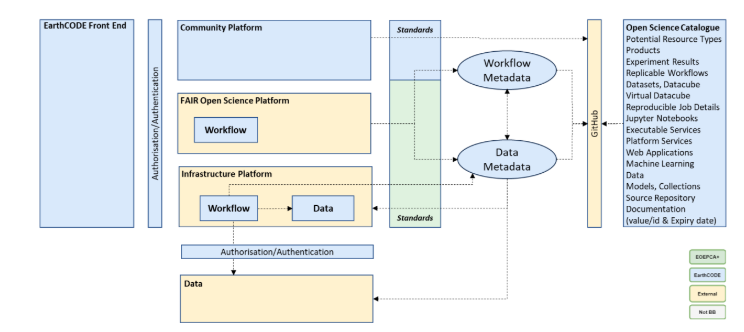 EarthCODE Front End
Authorisation/Authentication
Community Platform
FAIR Open Science Platform
Workflow
Infrastructure Platform
Workflow
Data
Authorisation/Authentication
Data
Standards
Standards
Workflow
Metadata
Data
Metadata
GitHub
Open Science Catalogue
Potential Resource Types
Products
Experiment Results
Replicable Workflows
Datasets, Datacube
Virtual Datacube
Reproducible Job Details
Jupyter Notebooks
Executable Services
Platform Services
Web Applications
Machine Learning
Data
Models, Collections
Source Repository
Documentation
(value/id & Expiry date)
EOEPCA+
EarthCODE
External
Not BB